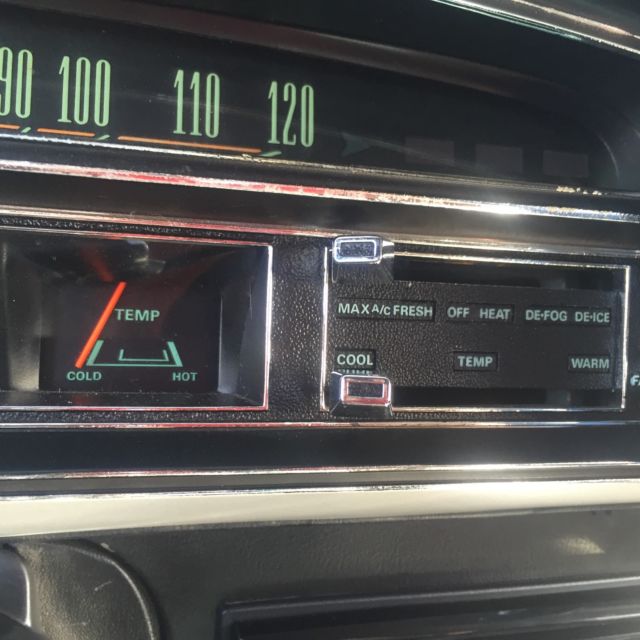 90 100 110 120
TEMP
COLD HOT
MAX A/C FRESH OFF HEAT DE-FOG DE-ICE
COOL TEMP WARM